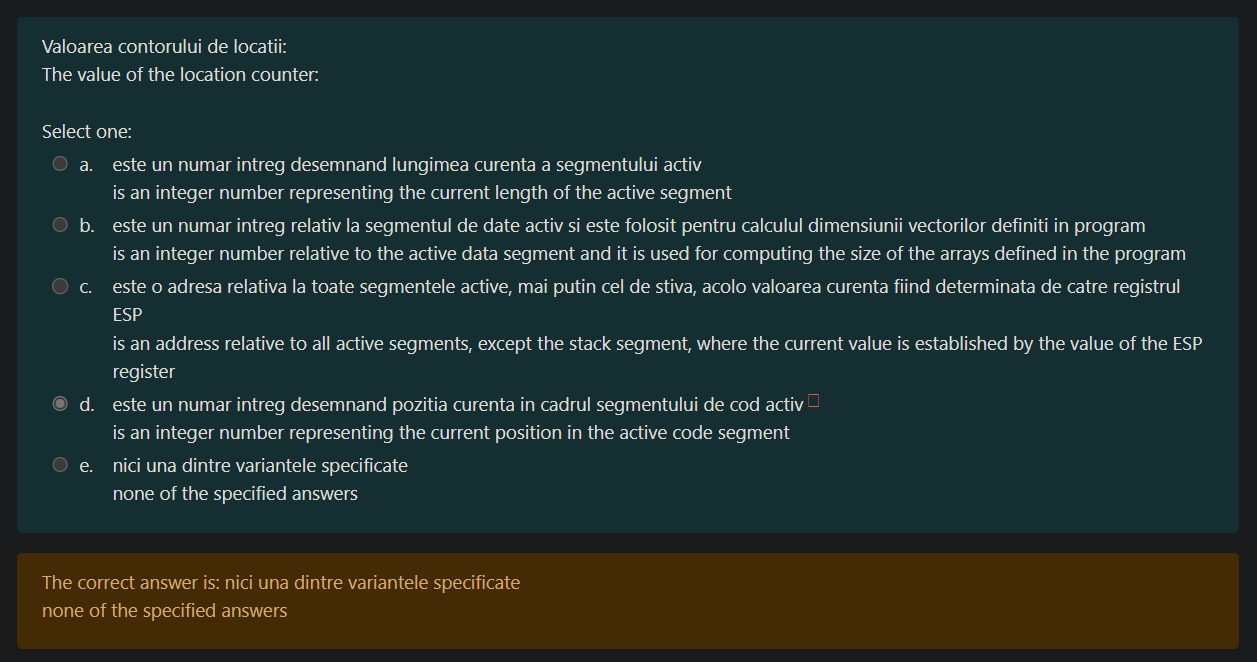 Valoarea contorului de locatii:
The value of the location counter:
Select one:
a. este un numar intreg desemnand lungimea curenta a segmentului activ
is an integer number representing the current length of the active segment
b. este un numar intreg relativ la segmentul de date activ si este folosit pentru calculul dimensiunii vectorilor definiti in program
is an integer number relative to the active data segment and it is used for computing the size of the arrays defined in the program
c. este o adresa relativa la toate segmentele active, mai putin cel de stiva, acolo valoarea curenta fiind determinata de catre registrul
ESP
is an address relative to all active segments, except the stack segment, where the current value is established by the value of the ESP
register
d. este un numar intreg desemnand pozitia curenta in cadrul segmentului de cod activ
is an integer number representing the current position in the active code segment
e. nici una dintre variantele specificate
none of the specified answers
The correct answer is: nici una dintre variantele specificate
none of the specified answers